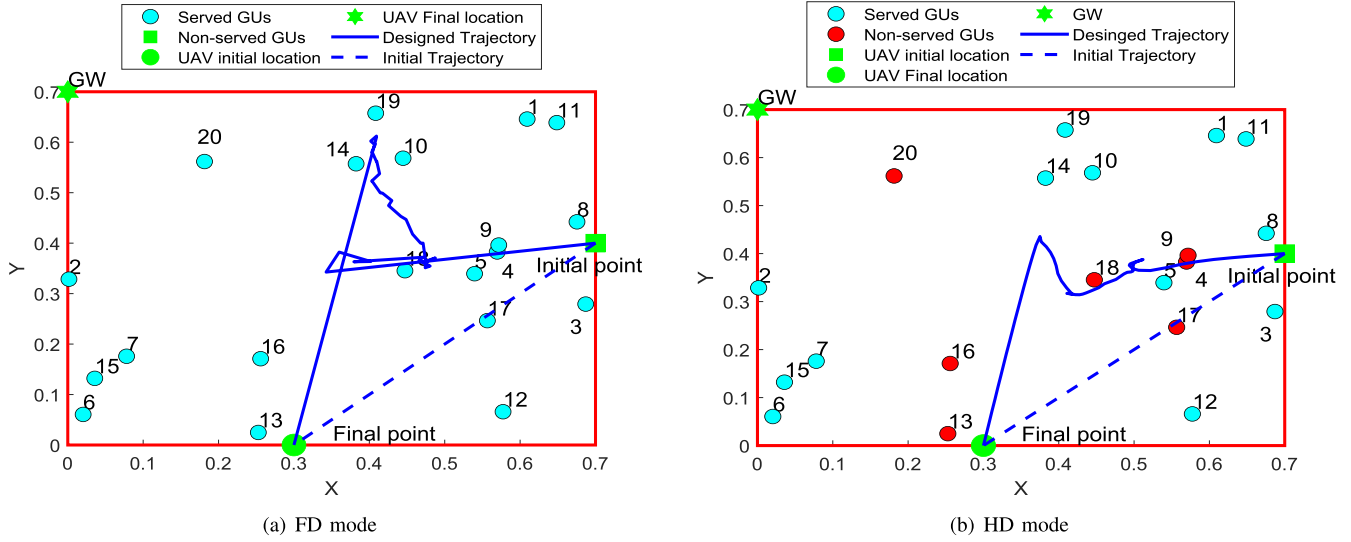 Served GUs
UAV Final location
Non-served GUs
Designed Trajectory
UAV initial location
Initial Trajectory
GW
0.7
0.6
0.5
0.4
0.3
0.2
0.1
0
Y
19
1
11
20
14
10
8
9
18
5
4
Initial point
2
17
3
7
16
15
6
12
13
Final point
0
0.1
0.2
0.3
0.4
0.5
0.6
0.7
X
(a) FD mode
Served GUs
GW
Non-served GUs
Desinged Trajectory
UAV initial location
Initial Trajectory
UAV Final location
GW
0.7
0.6
0.5
0.4
0.3
0.2
0.1
0
Y
19
1
11
20
14
10
8
9
18
5
4
Initial point
2
17
3
7
16
15
6
12
13
Final point
0
0.1
0.2
0.3
0.4
0.5
0.6
0.7
X
(b) HD mode